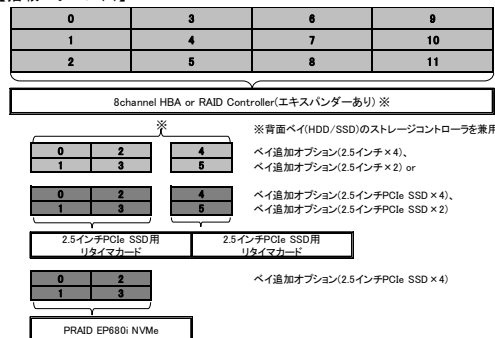 0 3 6 9
1 4 7 10
2 5 8 11
8channel HBA or RAID Controller(エキスパンダーあり) ※
※ ※背面ベイ(HDD/SSD)のストレージコントローラを兼用
0 2 4 ベイ追加オプション(2.5インチ×4)、
1 3 5 ベイ追加オプション(2.5インチ×2) or
0 2 4 ベイ追加オプション(2.5インチPCIe SSD×4)、
1 3 5 ベイ追加オプション(2.5インチPCIe SSD×2)
2.5インチPCIe SSD用 2.5インチPCIe SSD用
リタイマカード リタイマカード
0 2 ベイ追加オプション(2.5インチPCIe SSD×4)
1 3
PRAID EP680i NVMe